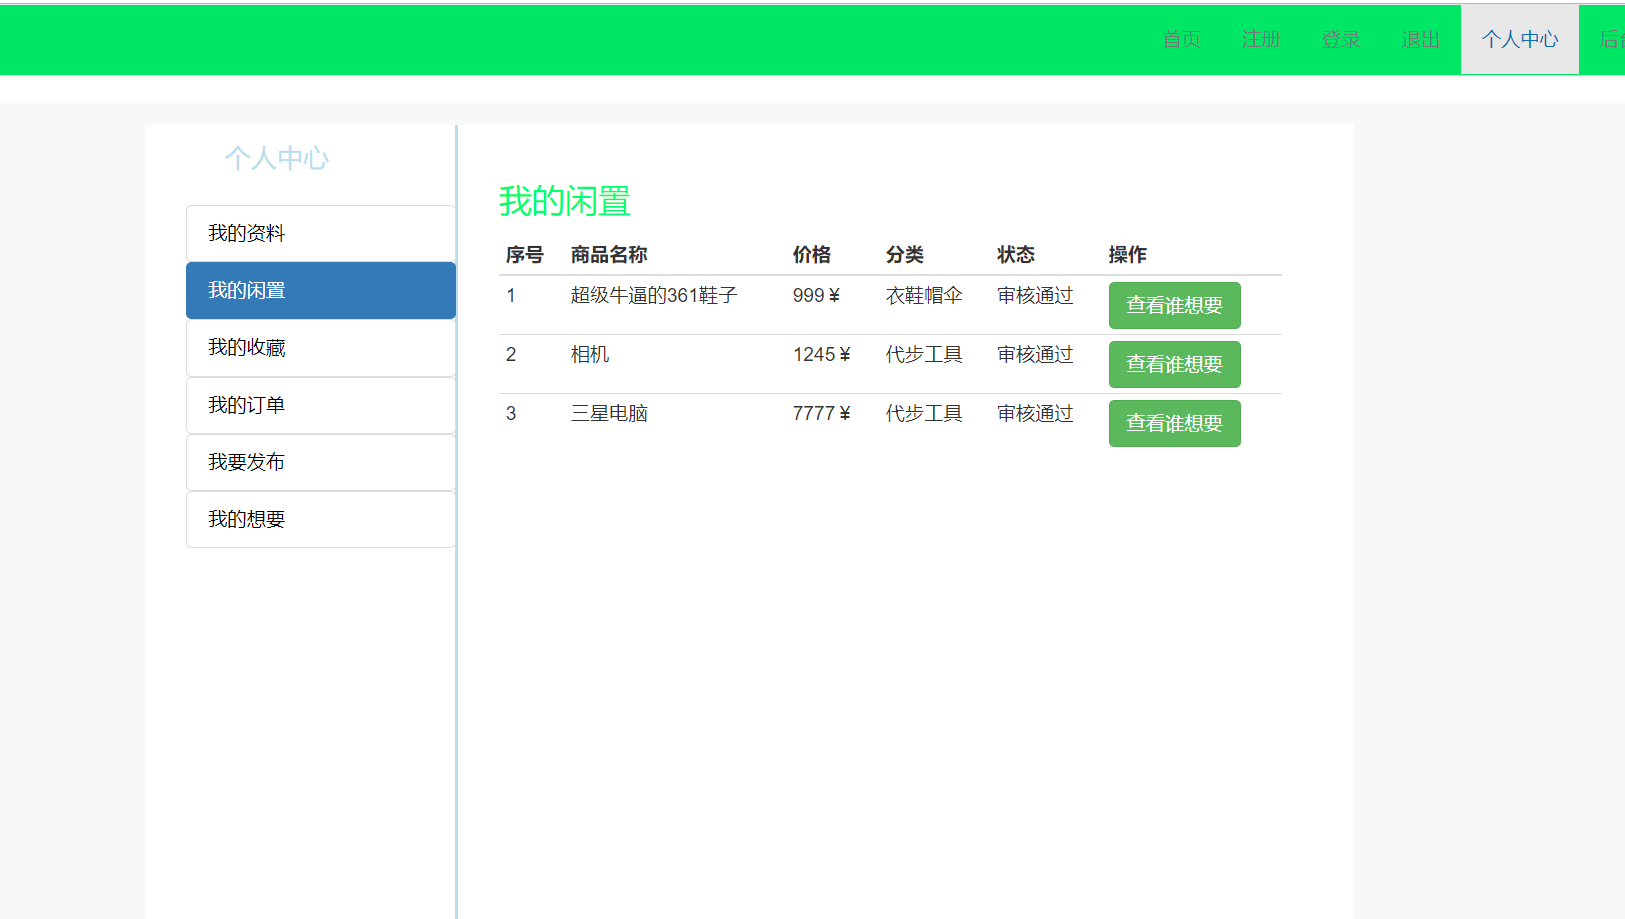 首页 注册 登录 退出 个人中心 后台
个人中心
我的资料
我的闲置
我的收藏
我的订单
我要发布
我的想要
我的闲置
序号 商品名称 价格 分类 状态 操作
1 超级牛逼的361鞋子 999 ¥ 衣鞋帽伞 审核通过 查看谁想要
2 相机 1245 ¥ 代步工具 审核通过 查看谁想要
3 三星电脑 7777 ¥ 代步工具 审核通过 查看谁想要